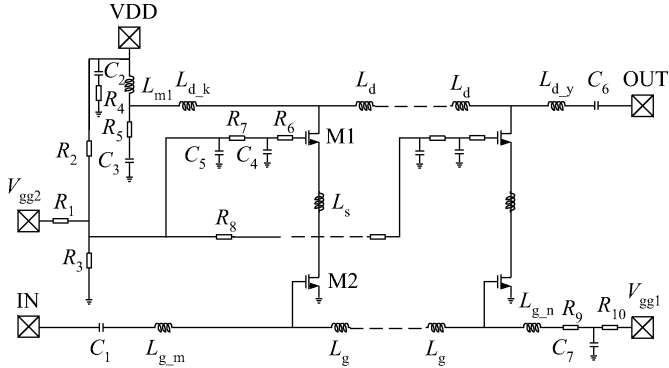 VDD
C2
Lm1
Ld_k
Ld
Ld
Ld_y
C6
OUT
R4
R5
R7
R6
M1
R2
C3
C5
C4
Vgg2
R1
Ls
R8
R3
M2
IN
Lg_n
R9
R10
Vgg1
C1
Lg_m
Lg
Lg
C7